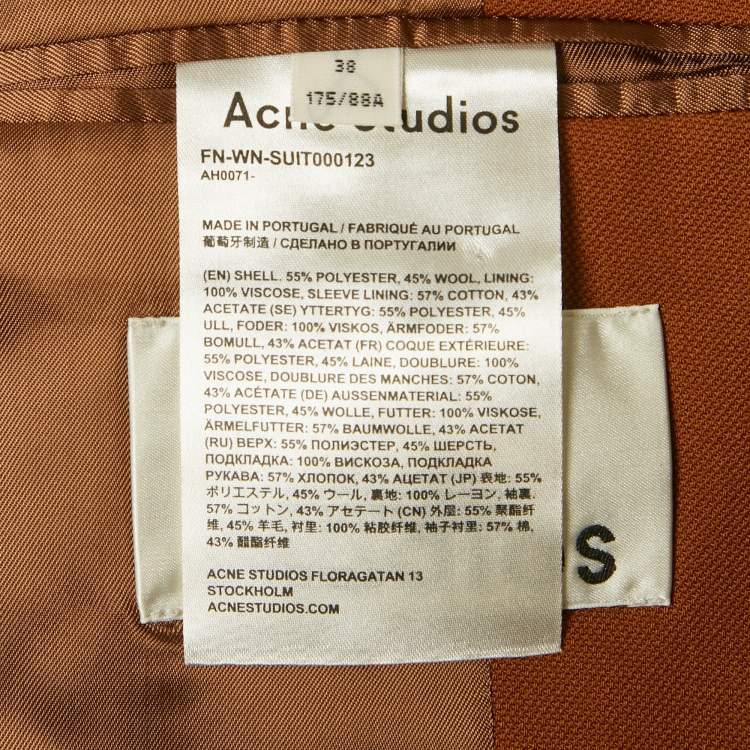 38
175/88A
Acne Studios
FN-WN-SUIT000123
AH0071-
MADE IN PORTUGAL / FABRIQUÉ AU PORTUGAL
葡萄牙制造 / СДЕЛАНО В ПОРТУГАЛИИ
(EN) SHELL. 55% POLYESTER, 45% WOOL, LINING:
100% VISCOSE, SLEEVE LINING: 57% COTTON, 43%
ACETATE (SE) YTTERTYG: 55% POLYESTER, 45%
ULL, FODER: 100% VISKOS, ÄRMFODER: 57%
BOMULL, 43% ACETAT (FR) COQUE EXTÉRIEURE:
55% POLYESTER, 45% LAINE, DOUBLURE: 100%
VISCOSE, DOUBLURE DES MANCHES: 57% COTON,
43% ACÉTATE (DE) AUSSENMATERIAL: 55%
POLYESTER, 45% WOLLE, FUTTER: 100% VISKOSE,
ÄRMELFUTTER: 57% BAUMWOLLE, 43% ACETAT
(RU) ВЕРХ: 55% ПОЛИЭСТЕР, 45% ШЕРСТЬ,
ПОДКЛАДКА: 100% ВИСКОЗА, ПОДКЛАДКА
РУКАВА: 57% ХЛОПОК, 43% АЦЕТАТ (JP) 表地: 55%
ポリエステル, 45% ウール, 裏地: 100% レーヨン, 袖裏.
57% コットン, 43% アセテート (CN) 外层: 55% 聚酯纤
维, 45% 羊毛, 衬里: 100% 粘胶纤维, 袖子衬里: 57% 棉,
43% 醋酯纤维
ACNE STUDIOS FLORAGATAN 13
STOCKHOLM
ACNESTUDIOS.COM